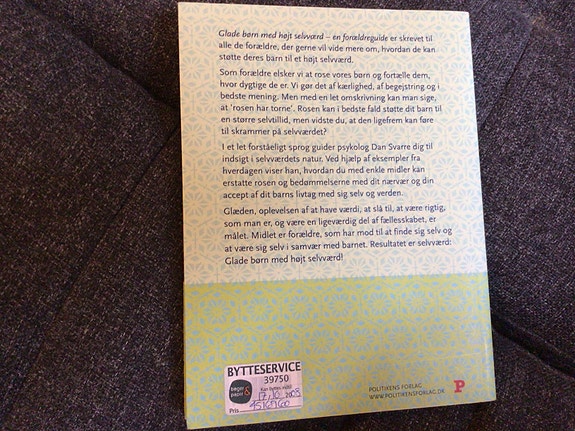 Glade børn med højt selvværd – en forældreguide er skrevet til
alle de forældre, der gerne vil vide mere om, hvordan de kan
støtte deres barn til et højt selvværd.
Som forældre elsker vi at rose vores børn og fortælle dem,
hvor dygtige de er. Vi gør det af kærlighed, af begejstring og i
bedste mening. Men med en let omskrivning kan man sige,
at 'rosen har torne'. Rosen kan i bedste fald støtte dit barn til
en større selvtillid, men vidste du, at den ligefrem kan føre
til skrammer på selvværdet?
I et let forståeligt sprog guider psykolog Dan Svarre dig til
indsigt i selvværdets natur. Ved hjælp af eksempler fra
hverdagen viser han, hvordan du med enkle midler kan
erstatte rosen og bedømmelserne med dit nærvær og din
accept af dit barns livtag med sig selv og verden.
Glæden, oplevelsen af at have værdi, at slå til, at være rigtig,
som man er, og være en ligeværdig del af fællesskabet, er
målet. Midlet er forældre, som har mod til at finde sig selv og
at være sig selv i samvær med barnet. Resultatet er selvværd:
Glade børn med højt selvværd!
BYTTESERVICE
39750
bøger &
papir
Kan byttes indtil
Pris
POLITIKENS FORLAG
WWW.POLITIKENSFORLAG.DK
P